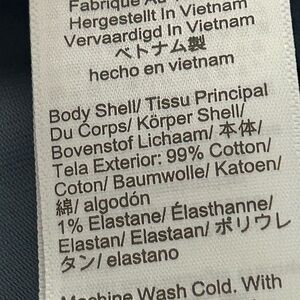 Fabriqué Au
Hergestellt In Vietnam
Vervaardigd In Vietnam
ベトナム製
hecho en vietnam
Body Shell/ Tissu Principal
Du Corps/ Körper Shell/
Bovenstof Lichaam/ 本体/
Tela Exterior: 99% Cotton/
Coton/ Baumwolle/ Katoen/
綿/ algodón
1% Elastane/ Élasthanne/
Elastan/ Elastaan/ ポリウレ
タン/ elastano
Machine Wash Cold. With